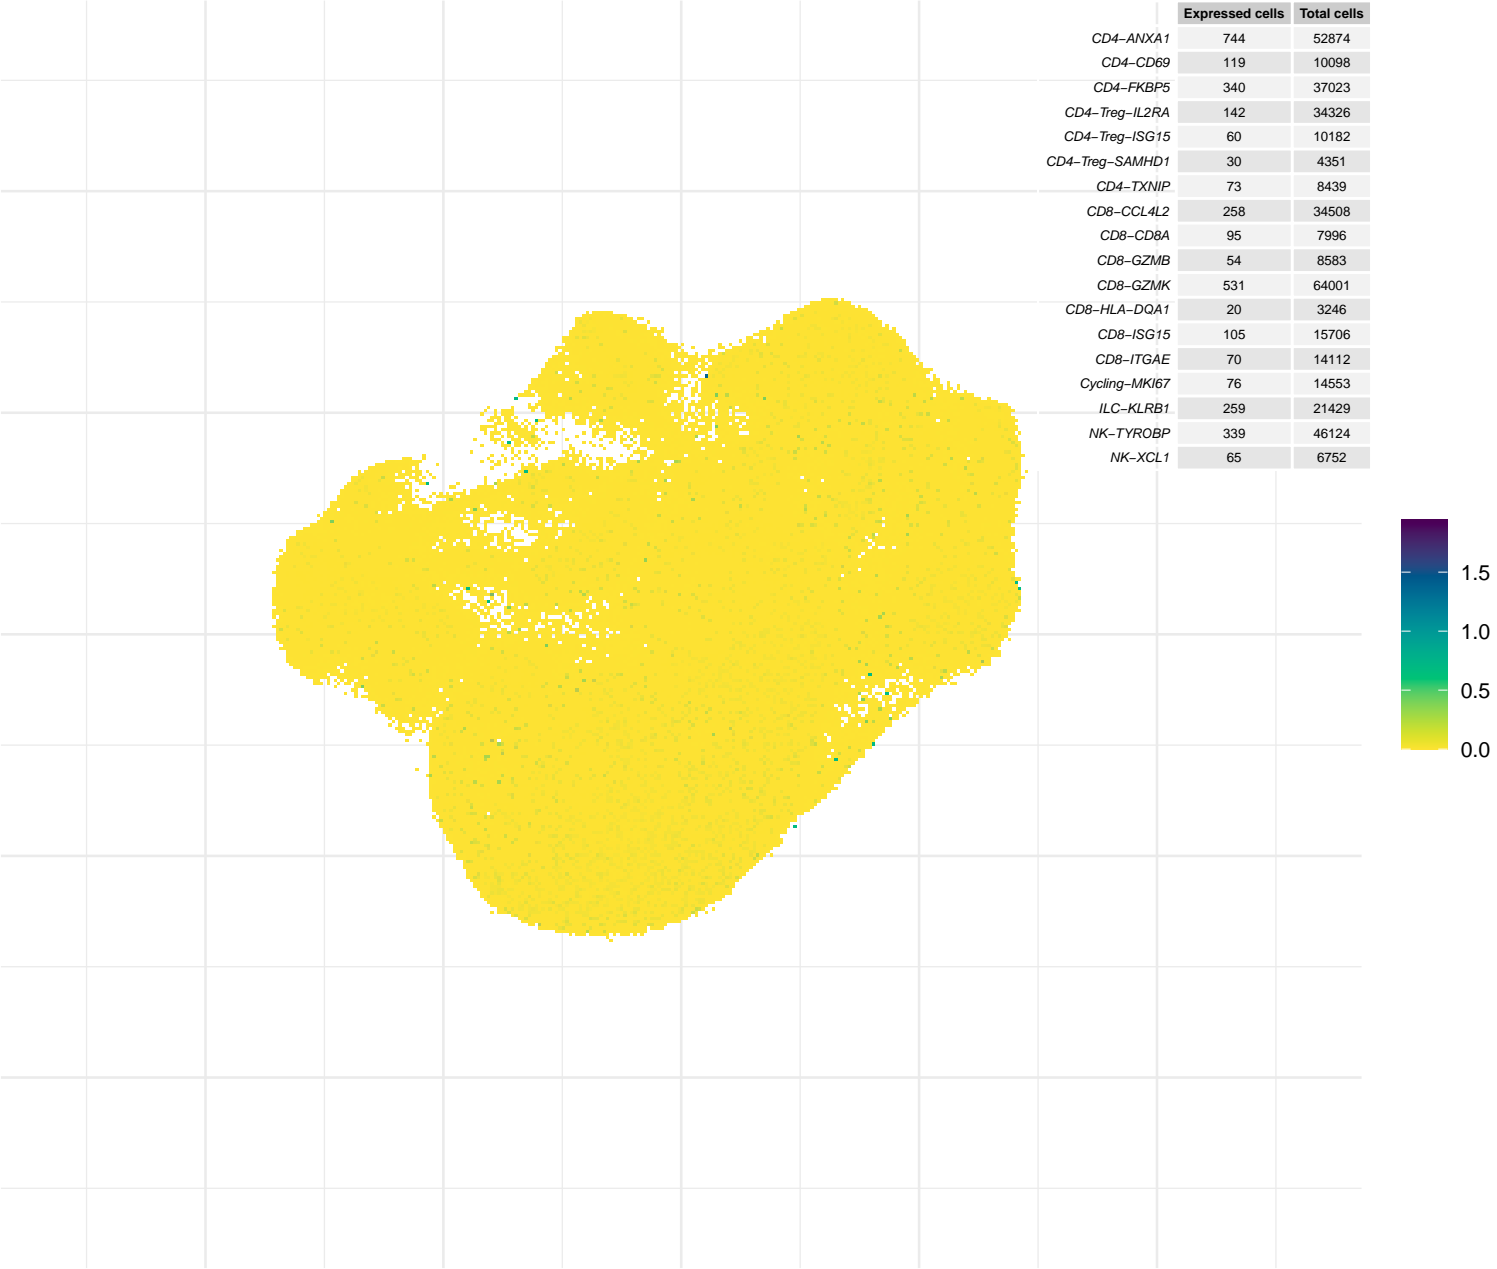 Expressed cells Total cells
CD4−ANXA1 744 52874
CD4−CD69 119 10098
CD4−FKBP5 340 37023
CD4−Treg−IL2RA 142 34326
CD4−Treg−ISG15 60 10182
CD4−Treg−SAMHD1 30 4351
CD4−TXNIP 73 8439
CD8−CCL4L2 258 34508
CD8−CD8A 95 7996
CD8−GZMB 54 8583
CD8−GZMK 531 64001
CD8−HLA−DQA1 20 3246
CD8−ISG15 105 15706
CD8−ITGAE 70 14112
Cycling−MKI67 76 14553
ILC−KLRB1 259 21429
NK−TYROBP 339 46124
NK−XCL1 65 6752
1.5
1.0
0.5
0.0